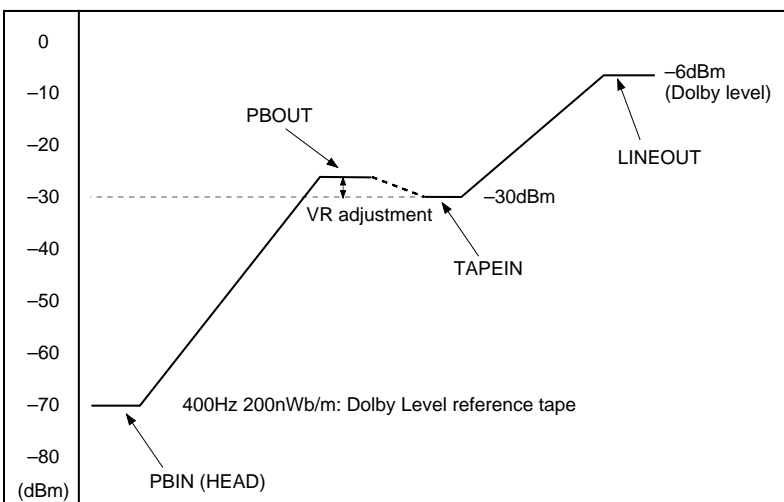 0
–10
–20
–30
–40
–50
–60
–70
–80
(dBm)
–6dBm
(Dolby level)
PBOUT
LINEOUT
–30dBm
VR adjustment
TAPEIN
400Hz 200nWb/m: Dolby Level reference tape
PBIN (HEAD)